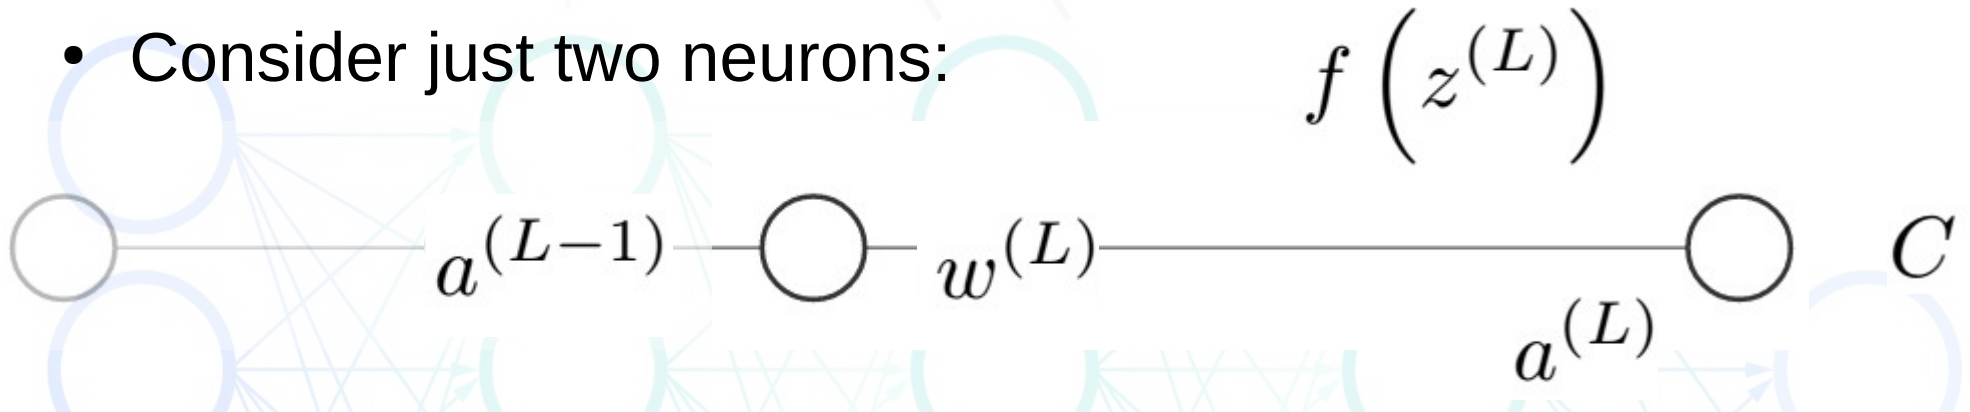 • Consider just two neurons:
f(z^(L))
a^(L−1) w^(L) C
a^(L)